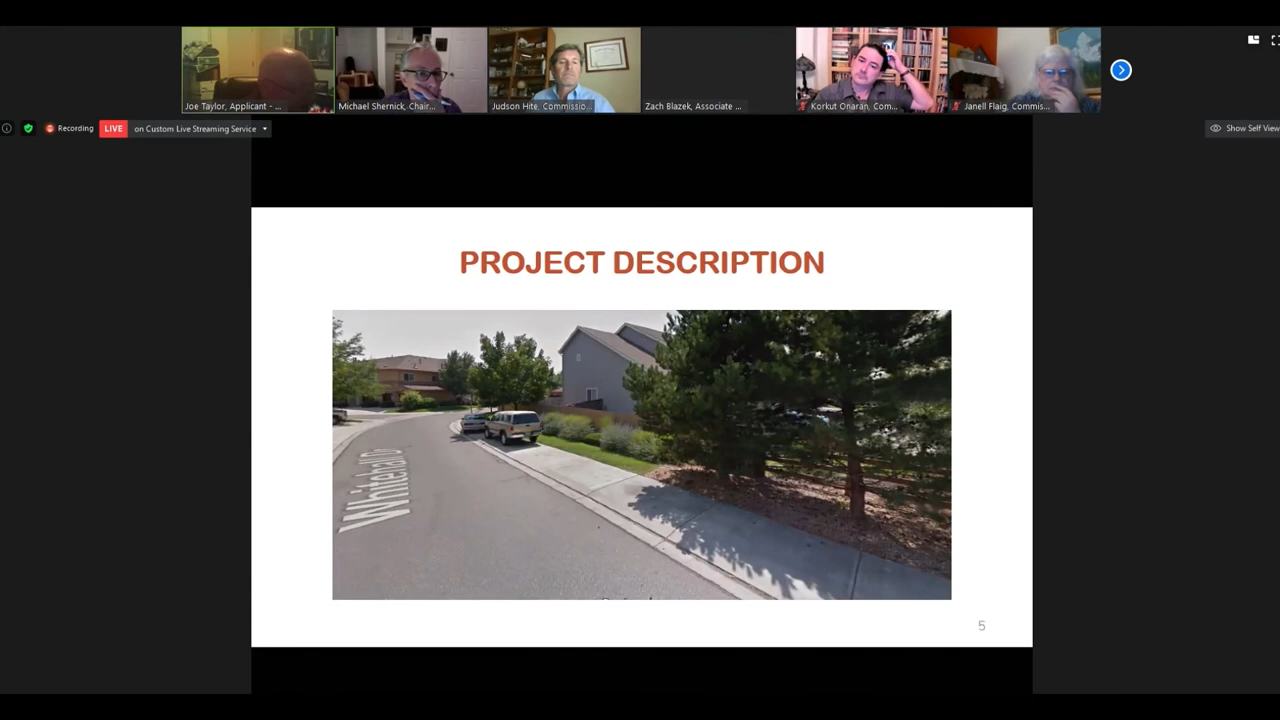 Joe Taylor, Applicant - ...
Michael Shernick, Chair...
Judson Hite, Commissio...
Zach Blazek, Associate ...
Korkut Onaran, Com...
Janell Flaig, Commis...
Recording
LIVE
on Custom Live Streaming Service
Show Self View
PROJECT DESCRIPTION
Whitehall Dr
5